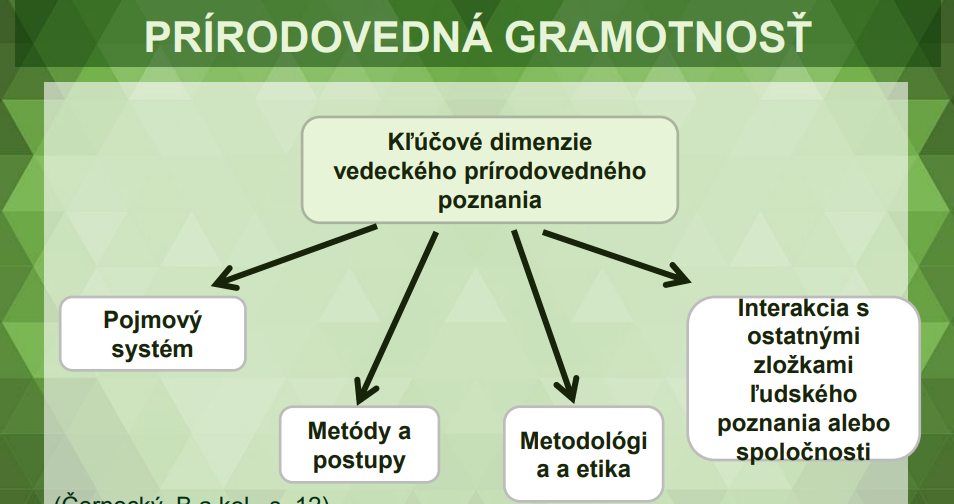 PRÍRODOVEDNÁ GRAMOTNOSŤ
Kľúčové dimenzie
vedeckého prírodovedného
poznania
Pojmový
systém
Metódy a
postupy
Metodológi
a a etika
Interakcia s
ostatnými
zložkami
ľudského
poznania alebo
spoločnosti